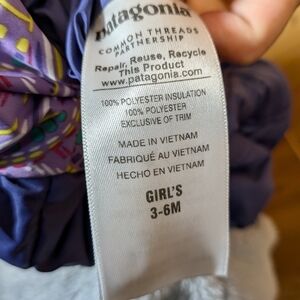 patagonia
COMMON THREADS
PARTNERSHIP
Repair, Reuse, Recycle
This Product
www.patagonia.com
100% POLYESTER INSULATION
100% POLYESTER
EXCLUSIVE OF TRIM
MADE IN VIETNAM
FABRIQUÉ AU VIETNAM
HECHO EN VIETNAM
GIRL'S
3-6M